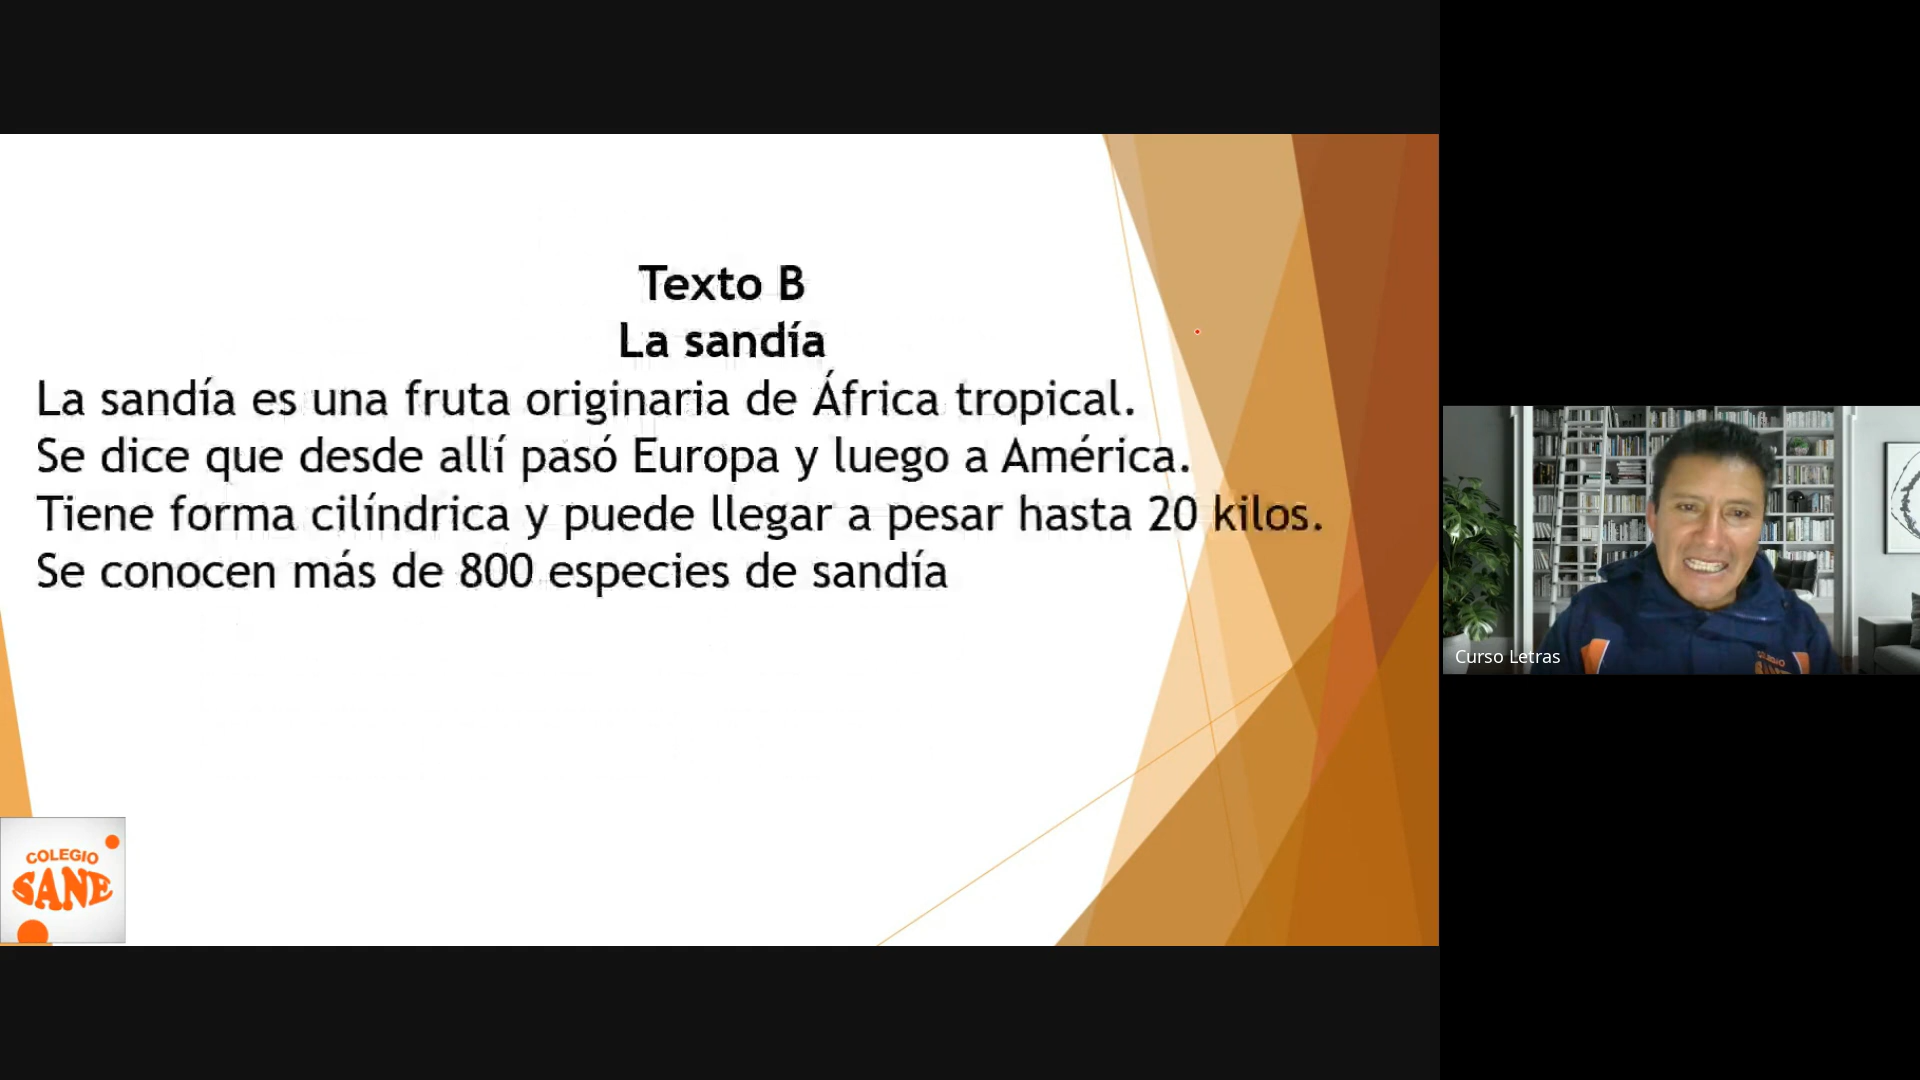 Texto B
La sandía
La sandía es una fruta originaria de África tropical.
Se dice que desde allí pasó Europa y luego a América.
Tiene forma cilíndrica y puede llegar a pesar hasta 20 kilos.
Se conocen más de 800 especies de sandía
COLEGIO
SANE
Curso Letras
COLEGIO